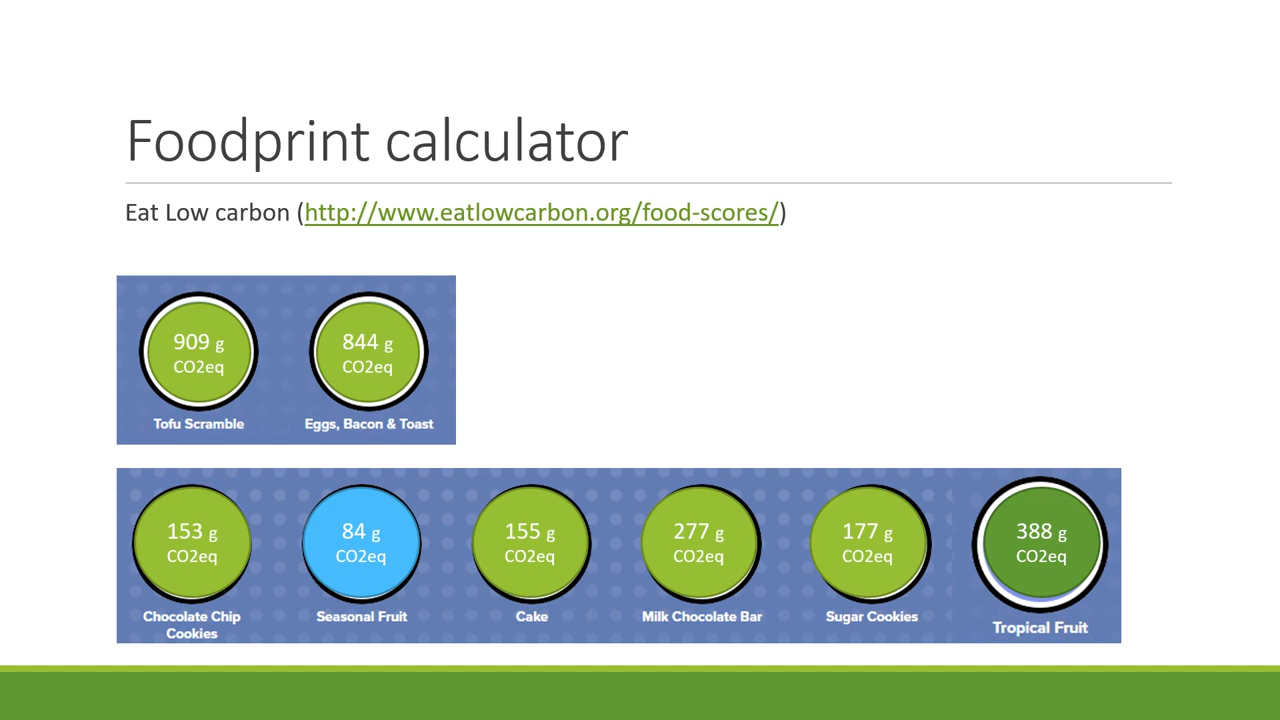 Foodprint calculator
Eat Low carbon (http://www.eatlowcarbon.org/food-scores/)
909 g
CO2eq
Tofu Scramble
844 g
CO2eq
Eggs, Bacon & Toast
153 g
CO2eq
Chocolate Chip
Cookies
84 g
CO2eq
Seasonal Fruit
155 g
CO2eq
Cake
277 g
CO2eq
Milk Chocolate Bar
177 g
CO2eq
Sugar Cookies
388 g
CO2eq
Tropical Fruit